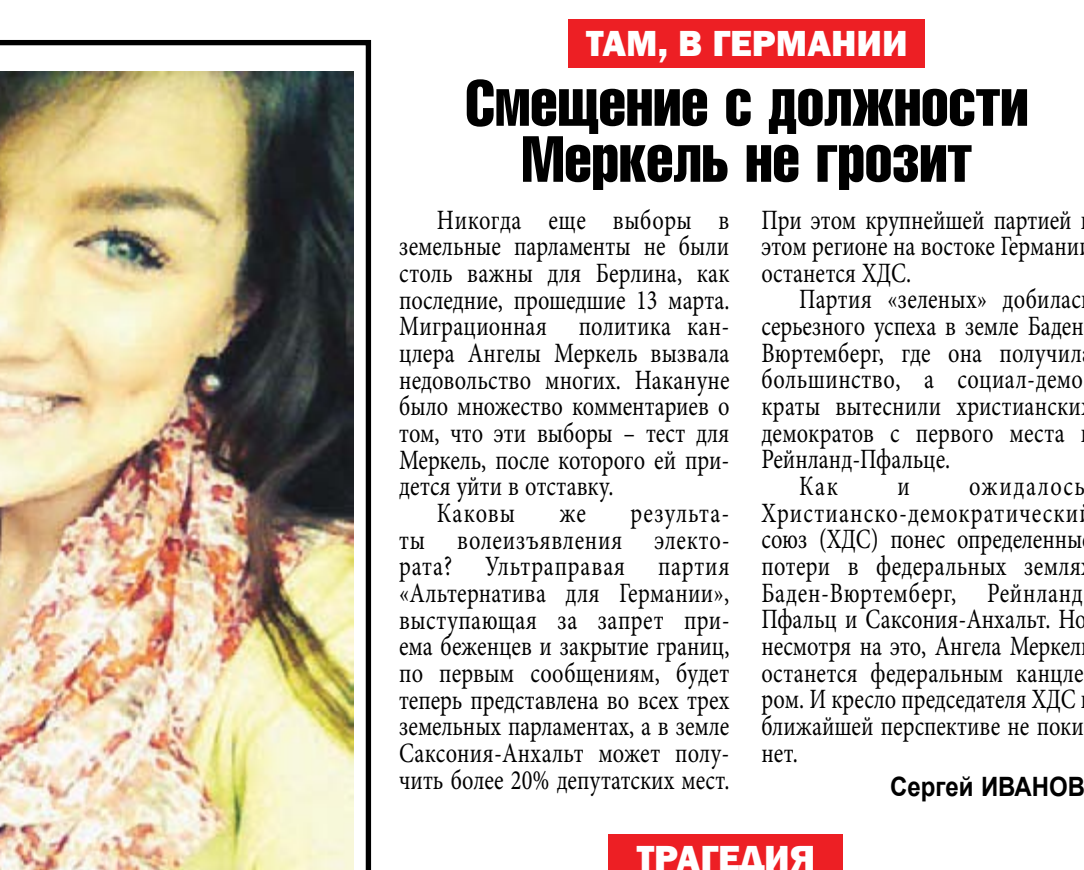 ТАМ, В ГЕРМАНИИ
Смещение с должности
Меркель не грозит
Никогда еще выборы в
земельные парламенты не были
столь важны для Берлина, как
последние, прошедшие 13 марта.
Миграционная политика кан-
цлера Ангелы Меркель вызвала
недовольство многих. Накануне
было множество комментариев о
том, что эти выборы – тест для
Меркель, после которого ей при-
дется уйти в отставку.
Каковы же результа-
ты волеизъявления электо-
рата? Ультраправая партия
«Альтернатива для Германии»,
выступающая за запрет при-
ема беженцев и закрытие границ,
по первым сообщениям, будет
теперь представлена во всех трех
земельных парламентах, а в земле
Саксония-Анхальт может полу-
чить более 20% депутатских мест.
При этом крупнейшей партией
этом регионе на востоке Германии
останется ХДС.
Партия «зеленых» добилась
серьезного успеха в земле Баден-
Вюртемберг, где она получила
большинство, а социал-демо-
краты вытеснили христианских
демократов с первого места
Рейнланд-Пфальце.
Как и ожидалось,
Христианско-демократический
союз (ХДС) понес определенные
потери в федеральных землях
Баден-Вюртемберг, Рейнланд-
Пфальц и Саксония-Анхальт. Но,
несмотря на это, Ангела Меркель
останется федеральным канцле-
ром. И кресло председателя ХДС
ближайшей перспективе не поки-
нет.
Сергей ИВАНОВ
ТРАГЕДИЯ